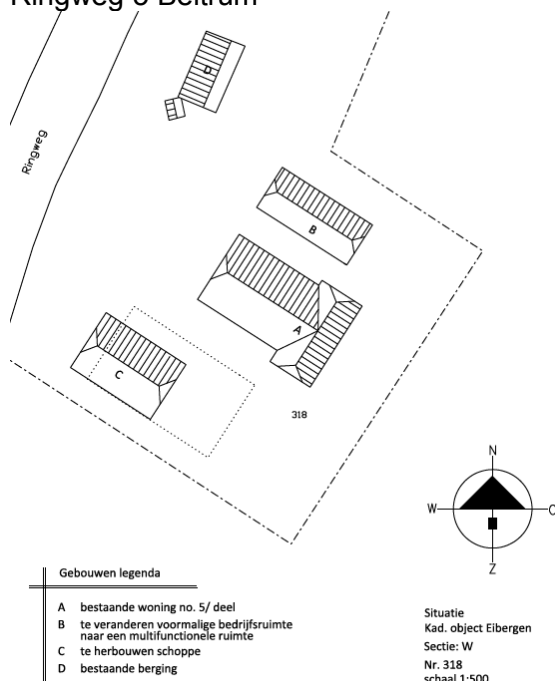 Ringweg 5 Beltrum
D
Ringweg
B
A
C
318
N
W
O
Z
Gebouwen legenda
A bestaande woning no. 5/ deel
B te veranderen voormalige bedrijfsruimte
naar een multifunctionele ruimte
C te herbouwen schoppe
D bestaande berging
Situatie
Kad. object Eibergen
Sectie: W
Nr. 318
schaal 1:500